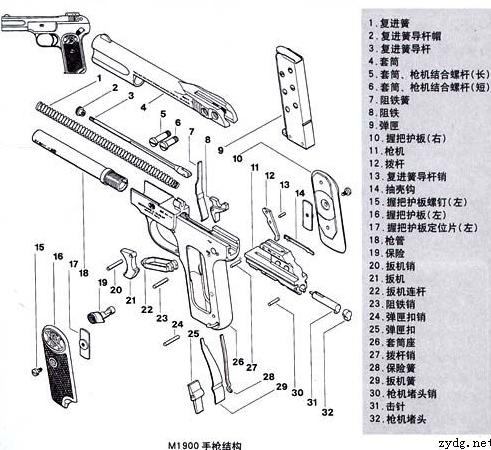 1.复进簧
2.复进簧导杆帽
3.复进簧导杆
4.套筒
5.套筒、枪机结合螺杆(长)
6.套筒、枪机结合螺杆(短)
7.阻铁簧
8.阻铁
9.弹匣
10.握把护板(右)
11.枪机
12.拨杆
13.复进簧导杆销
14.抽壳钩
15.握把护板螺钉(左)
16.握把护板(左)
17.握把护板定位片(左)
18.枪管
19.保险
20.扳机销
21.扳机
22.扳机连杆
23.阻铁销
24.弹匣扣销
25.弹匣扣
26.套筒座
27.拨杆销
28.保险簧
29.扳机簧
30.枪机堵头销
31.击针
32.枪机堵头
1
2
3
4
5
6
7
8
9
10
11
12
13
14
15
16
17
18
19
20
21
22
23
24
25
26
27
28
29
30
31
32
M1900 手枪结构
zydg.net